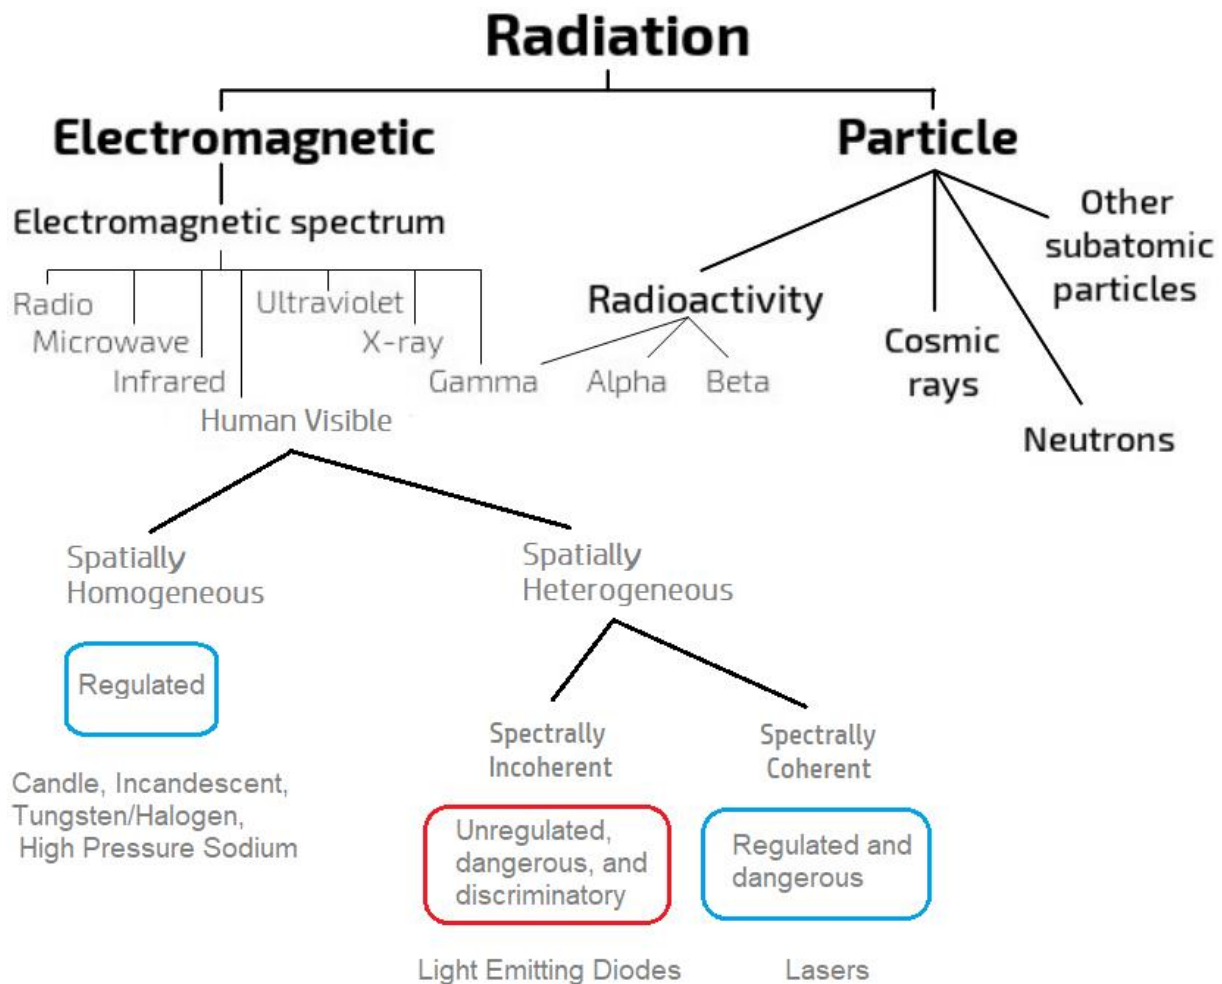 Radiation
Electromagnetic
Particle
Electromagnetic spectrum
Other
subatomic
particles
Radio
Ultraviolet
Radioactivity
Microwave
X-ray
Cosmic
rays
Infrared
Gamma
Alpha
Beta
Human Visible
Neutrons
Spatially
Homogeneous
Spatially
Heterogeneous
Regulated
Spectrally
Incoherent
Spectrally
Coherent
Candle, Incandescent,
Tungsten/Halogen,
High Pressure Sodium
Unregulated,
dangerous, and
discriminatory
Regulated and
dangerous
Light Emitting Diodes
Lasers